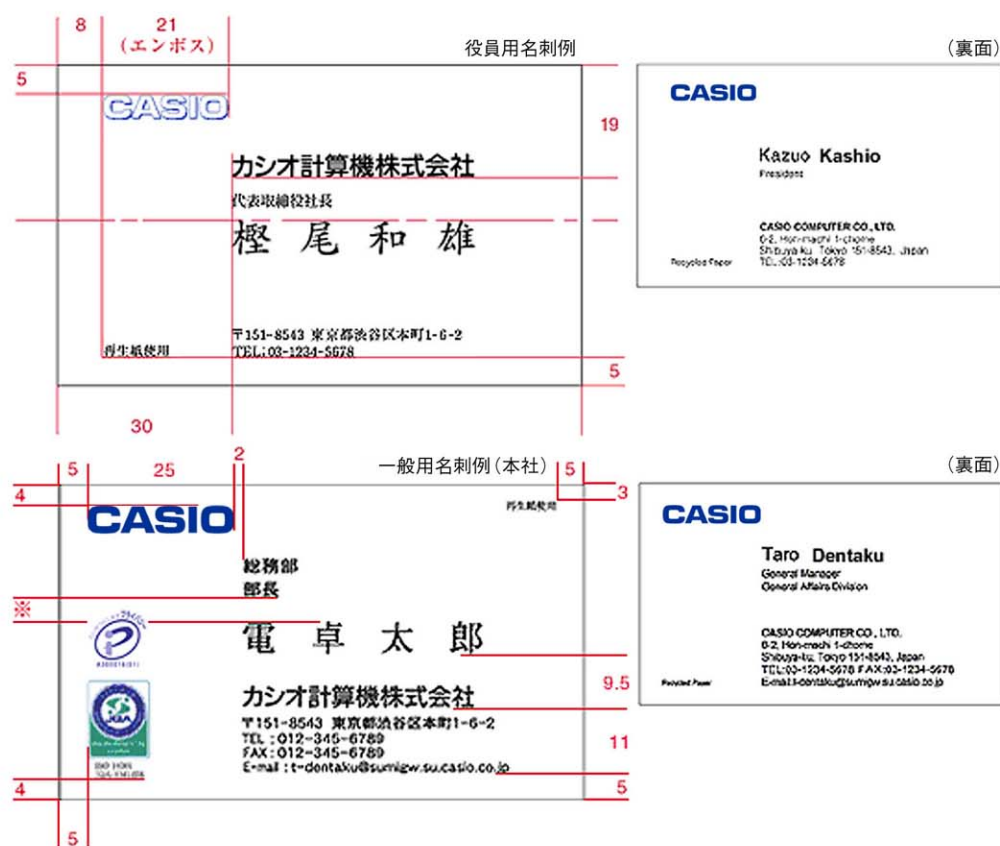 8
21
(エンボス)
役員用名刺例
5
CASIO
19
カシオ計算機株式会社
代表取締役社長
樫尾和雄
〒151-8543 東京都渋谷区本町1-6-2
再生紙使用
TEL:03-1234-5678
5
30
(裏面)
CASIO
Kazuo Kashio
President
CASIO COMPUTER CO., LTD.
6-2, Hon-machi 1-chome
Shibuya-ku, Tokyo 151-8543, Japan
Recycled Paper
TEL:03-1234-5678
5
25
2
一般用名刺例(本社)
5
4
3
再生紙使用
CASIO
総務部
部長
※
電卓太郎
9.5
カシオ計算機株式会社
〒151-8543 東京都渋谷区本町1-6-2
TEL:012-345-6789
FAX:012-345-6789
E-mail:t-dentaku@sumigw.su.casio.co.jp
11
JQA
4
5
5
(裏面)
CASIO
Taro Dentaku
General Manager
General Affairs Division
CASIO COMPUTER CO., LTD.
6-2, Hon-machi 1-chome
Shibuya-ku, Tokyo 151-8543, Japan
TEL:03-1234-5678 FAX:03-1234-5678
Recycled Paper
E-mail:t-dentaku@sumigw.su.casio.co.jp